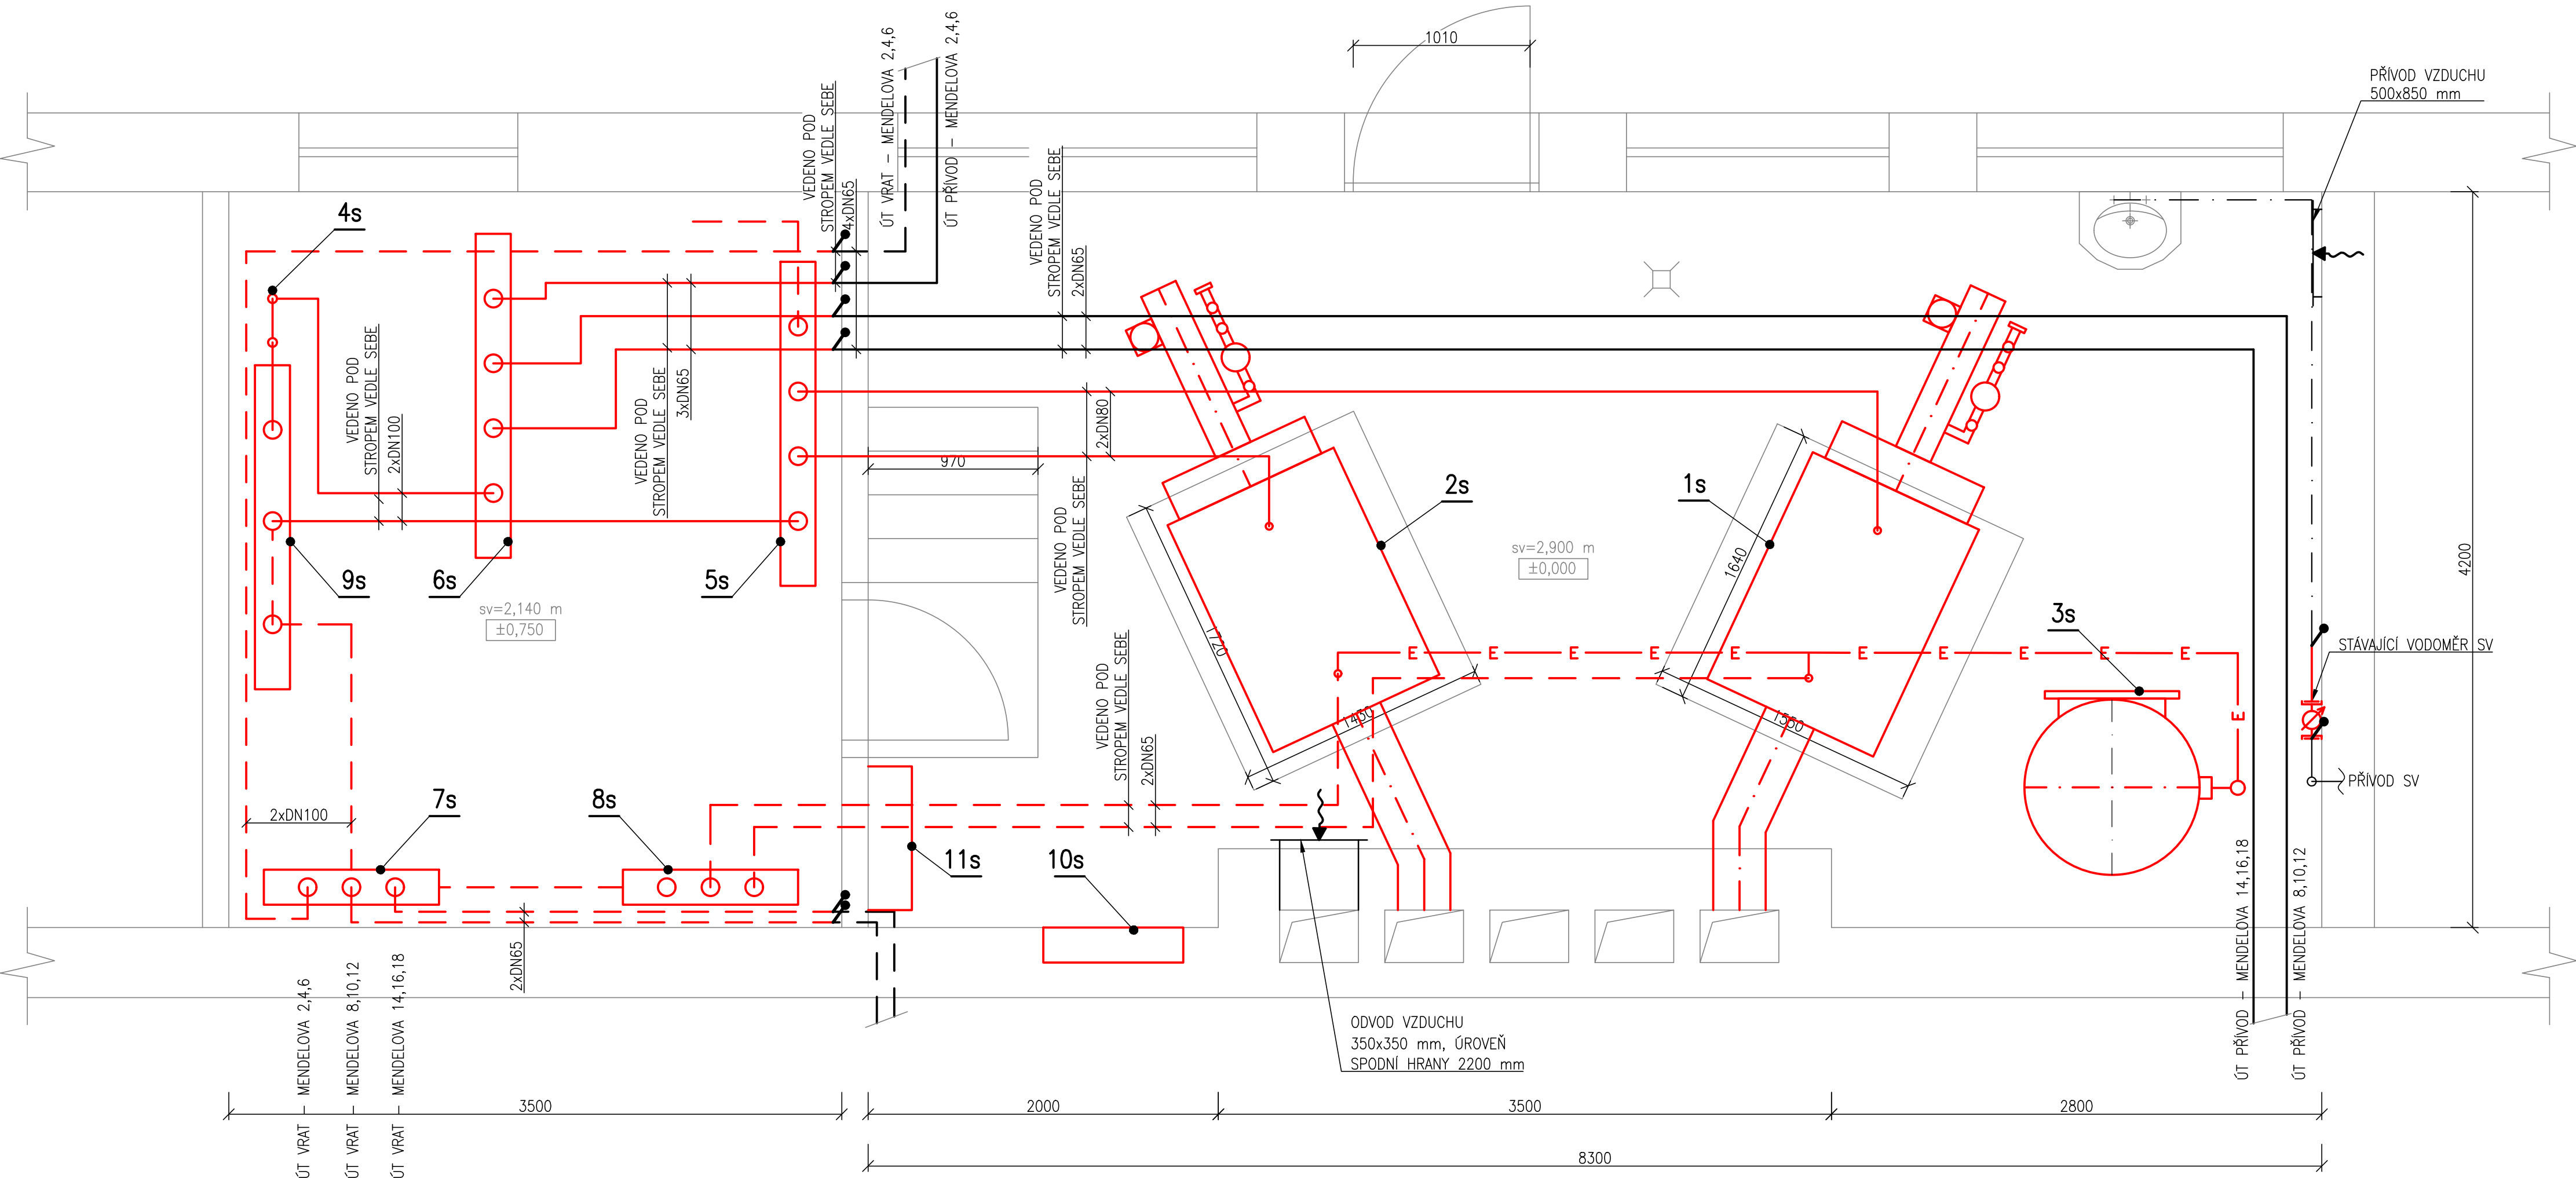 1010
PŘÍVOD VZDUCHU
500x850 mm
VEDENO POD
STROPEM VEDLE SEBE
4xDN65
ÚT VRAT – MENDELOVA 2,4,6
ÚT PŘÍVOD – MENDELOVA 2,4,6
VEDENO POD
STROPEM VEDLE SEBE
2xDN65
4s
VEDENO POD
STROPEM VEDLE SEBE
2xDN100
VEDENO POD
STROPEM VEDLE SEBE
3xDN65
2xDN80
970
VEDENO POD
STROPEM VEDLE SEBE
2s
1s
sv=2,900 m
±0,000
1640
4200
9s
6s
5s
sv=2,140 m
±0,750
3s
1720
E E E E E E E E E E
E
STÁVAJÍCÍ VODOMĚR SV
VEDENO POD
STROPEM VEDLE SEBE
2xDN65
1430
1550
PŘÍVOD SV
2xDN100
7s
8s
11s
10s
2xDN65
ÚT VRAT – MENDELOVA 2,4,6
ÚT VRAT – MENDELOVA 8,10,12
ÚT VRAT – MENDELOVA 14,16,18
ODVOD VZDUCHU
350x350 mm, ÚROVEŇ
SPODNÍ HRANY 2200 mm
ÚT PŘÍVOD – MENDELOVA 14,16,18
ÚT PŘÍVOD – MENDELOVA 8,10,12
3500
2000
3500
2800
8300